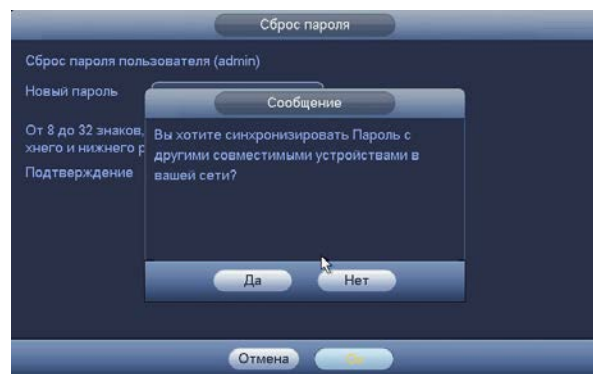 Сброс пароля
Сброс пароля пользователя (admin)
Новый пароль
От 8 до 32 знаков,
хнего и нижнего р
Подтверждение
Сообщение
Вы хотите синхронизировать Пароль с
другими совместимыми устройствами в
вашей сети?
Да Нет
Отмена